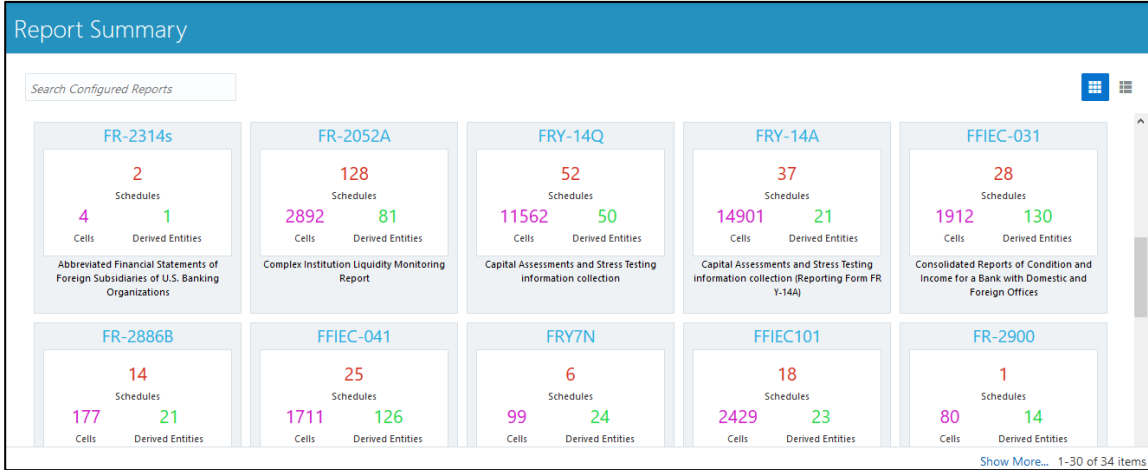 Report Summary
Search Configured Reports
FR-2314s
2
Schedules
4 1
Cells Derived Entities
Abbreviated Financial Statements of
Foreign Subsidiaries of U.S. Banking
Organizations
FR-2052A
128
Schedules
2892 81
Cells Derived Entities
Complex Institution Liquidity Monitoring
Report
FRY-14Q
52
Schedules
11562 50
Cells Derived Entities
Capital Assessments and Stress Testing
information collection
FRY-14A
37
Schedules
14901 21
Cells Derived Entities
Capital Assessments and Stress Testing
information collection (Reporting Form FR
Y-14A)
FFIEC-031
28
Schedules
1912 130
Cells Derived Entities
Consolidated Reports of Condition and
Income for a Bank with Domestic and
Foreign Offices
FR-2886B
14
Schedules
177 21
Cells Derived Entities
FFIEC-041
25
Schedules
1711 126
Cells Derived Entities
FRY7N
6
Schedules
99 24
Cells Derived Entities
FFIEC101
18
Schedules
2429 23
Cells Derived Entities
FR-2900
1
Schedules
80 14
Cells Derived Entities
Show More... 1-30 of 34 items